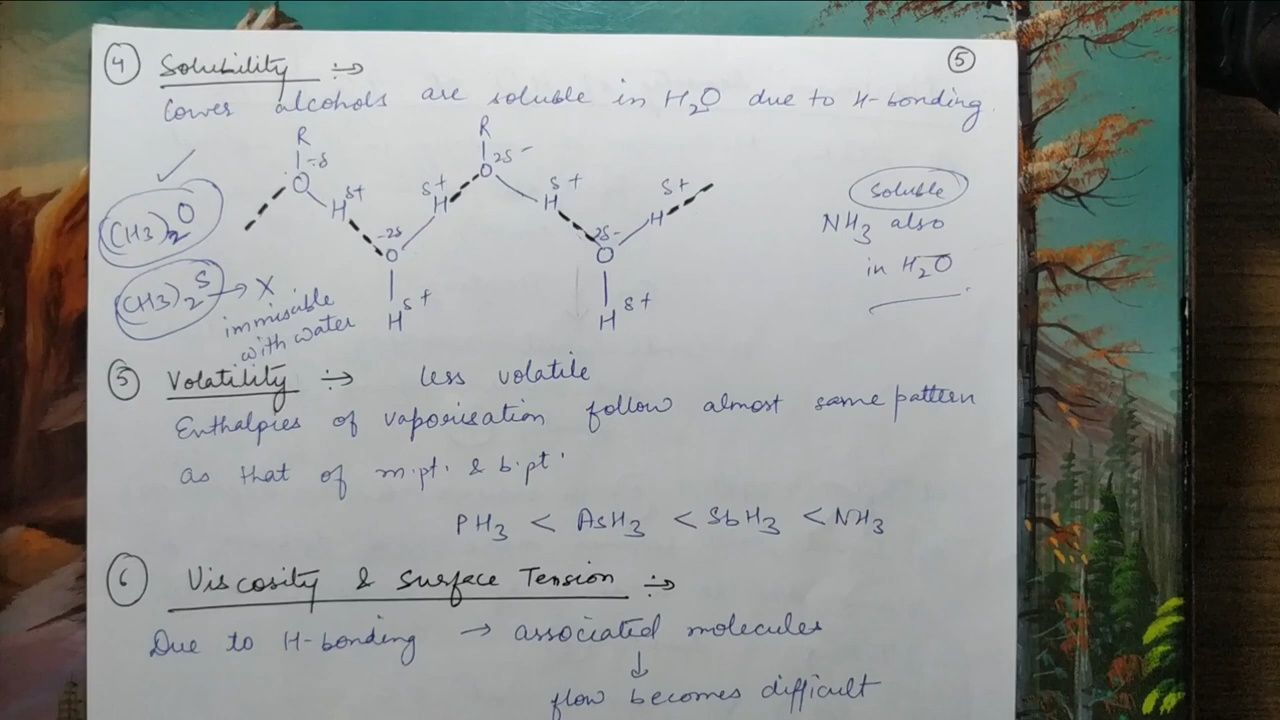 ④ Solubility :→ ⑤
Lower alcohols are soluble in H₂O due to H-bonding.
R R
O -δ O 2δ-
H δ+ H δ+ H δ+ H δ+
O -2δ O 2δ-
H δ+ H δ+
(CH3)₂O
(CH3)₂S → X
immiscible
with water
Soluble
NH₃ also
in H₂O
⑤ Volatility :→ less volatile
Enthalpies of vaporisation follow almost same pattern
as that of m.pt. & b.pt.
PH₃ < AsH₃ < SbH₃ < NH₃
⑥ Viscosity & Surface Tension :→
Due to H-bonding → associated molecules
↓
flow becomes difficult